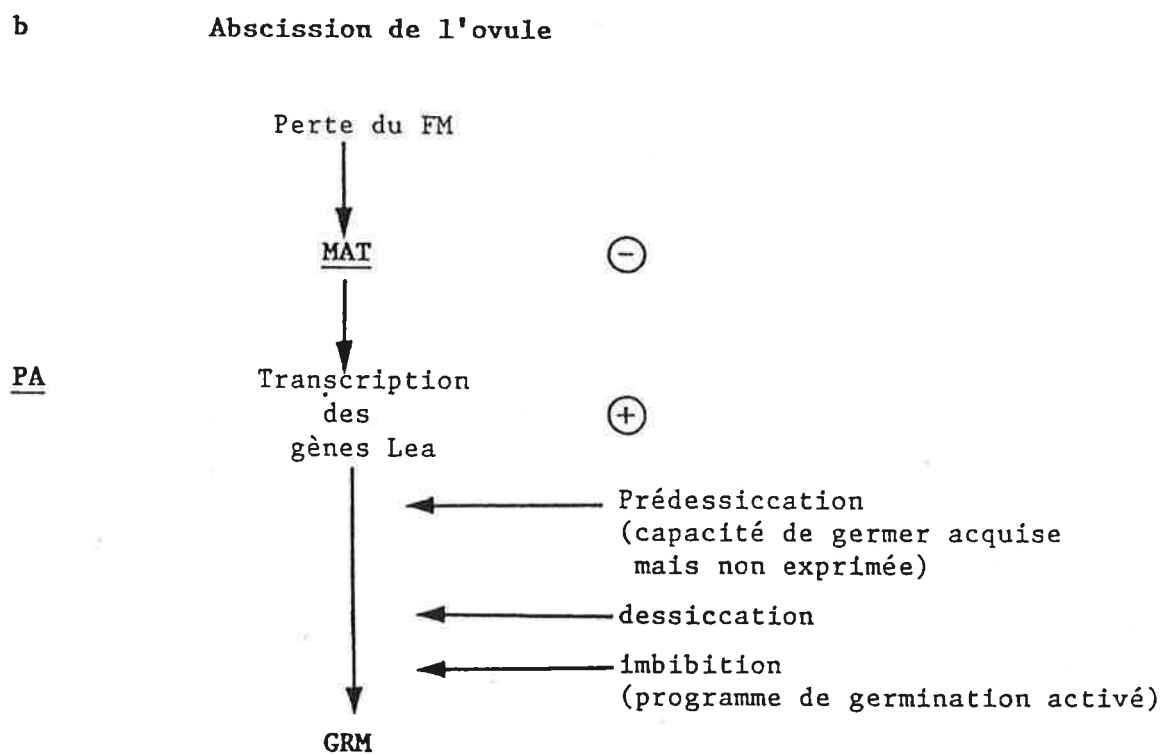 b Abscission de l'ovule
Perte du FM
MAT −
PA
Transcription
des
gènes Lea
+
Prédessiccation
(capacité de germer acquise
mais non exprimée)
dessiccation
imbibition
(programme de germination activé)
GRM